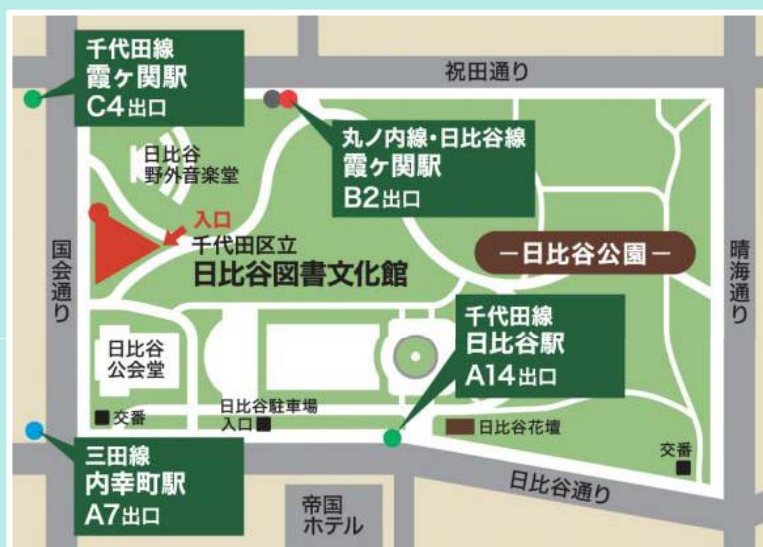 千代田線
霞ヶ関駅
C4出口
祝田通り
丸ノ内線・日比谷線
霞ヶ関駅
B2出口
日比谷
野外音楽堂
入口
千代田区立
日比谷図書文化館
ー日比谷公園ー
国会通り
晴海通り
千代田線
日比谷駅
A14出口
日比谷
公会堂
交番
日比谷駐車場
入口
日比谷花壇
交番
三田線
内幸町駅
A7出口
日比谷通り
帝国
ホテル